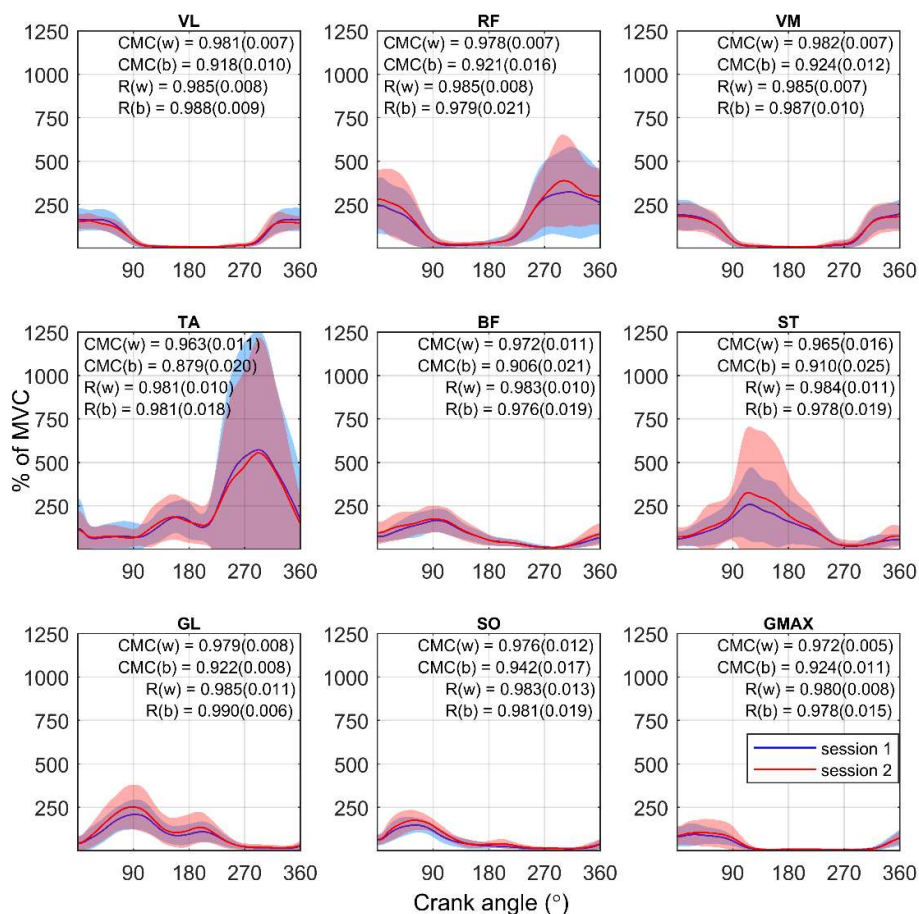 VL
CMC(w) = 0.981(0.007)
CMC(b) = 0.918(0.010)
R(w) = 0.985(0.008)
R(b) = 0.988(0.009)
1250
1000
750
500
250
90 180 270 360
RF
CMC(w) = 0.978(0.007)
CMC(b) = 0.921(0.016)
R(w) = 0.985(0.008)
R(b) = 0.979(0.021)
1250
1000
750
500
250
90 180 270 360
VM
CMC(w) = 0.982(0.007)
CMC(b) = 0.924(0.012)
R(w) = 0.985(0.007)
R(b) = 0.987(0.010)
1250
1000
750
500
250
90 180 270 360
% of MVC
TA
CMC(w) = 0.963(0.011)
CMC(b) = 0.879(0.020)
R(w) = 0.981(0.010)
R(b) = 0.981(0.018)
1250
1000
750
500
250
90 180 270 360
BF
CMC(w) = 0.972(0.011)
CMC(b) = 0.906(0.021)
R(w) = 0.983(0.010)
R(b) = 0.976(0.019)
1250
1000
750
500
250
90 180 270 360
ST
CMC(w) = 0.965(0.016)
CMC(b) = 0.910(0.025)
R(w) = 0.984(0.011)
R(b) = 0.978(0.019)
1250
1000
750
500
250
90 180 270 360
GL
CMC(w) = 0.979(0.008)
CMC(b) = 0.922(0.008)
R(w) = 0.985(0.011)
R(b) = 0.990(0.006)
1250
1000
750
500
250
90 180 270 360
SO
CMC(w) = 0.976(0.012)
CMC(b) = 0.942(0.017)
R(w) = 0.983(0.013)
R(b) = 0.981(0.019)
1250
1000
750
500
250
90 180 270 360
GMAX
CMC(w) = 0.972(0.005)
CMC(b) = 0.924(0.011)
R(w) = 0.980(0.008)
R(b) = 0.978(0.015)
session 1
session 2
1250
1000
750
500
250
90 180 270 360
Crank angle (°)